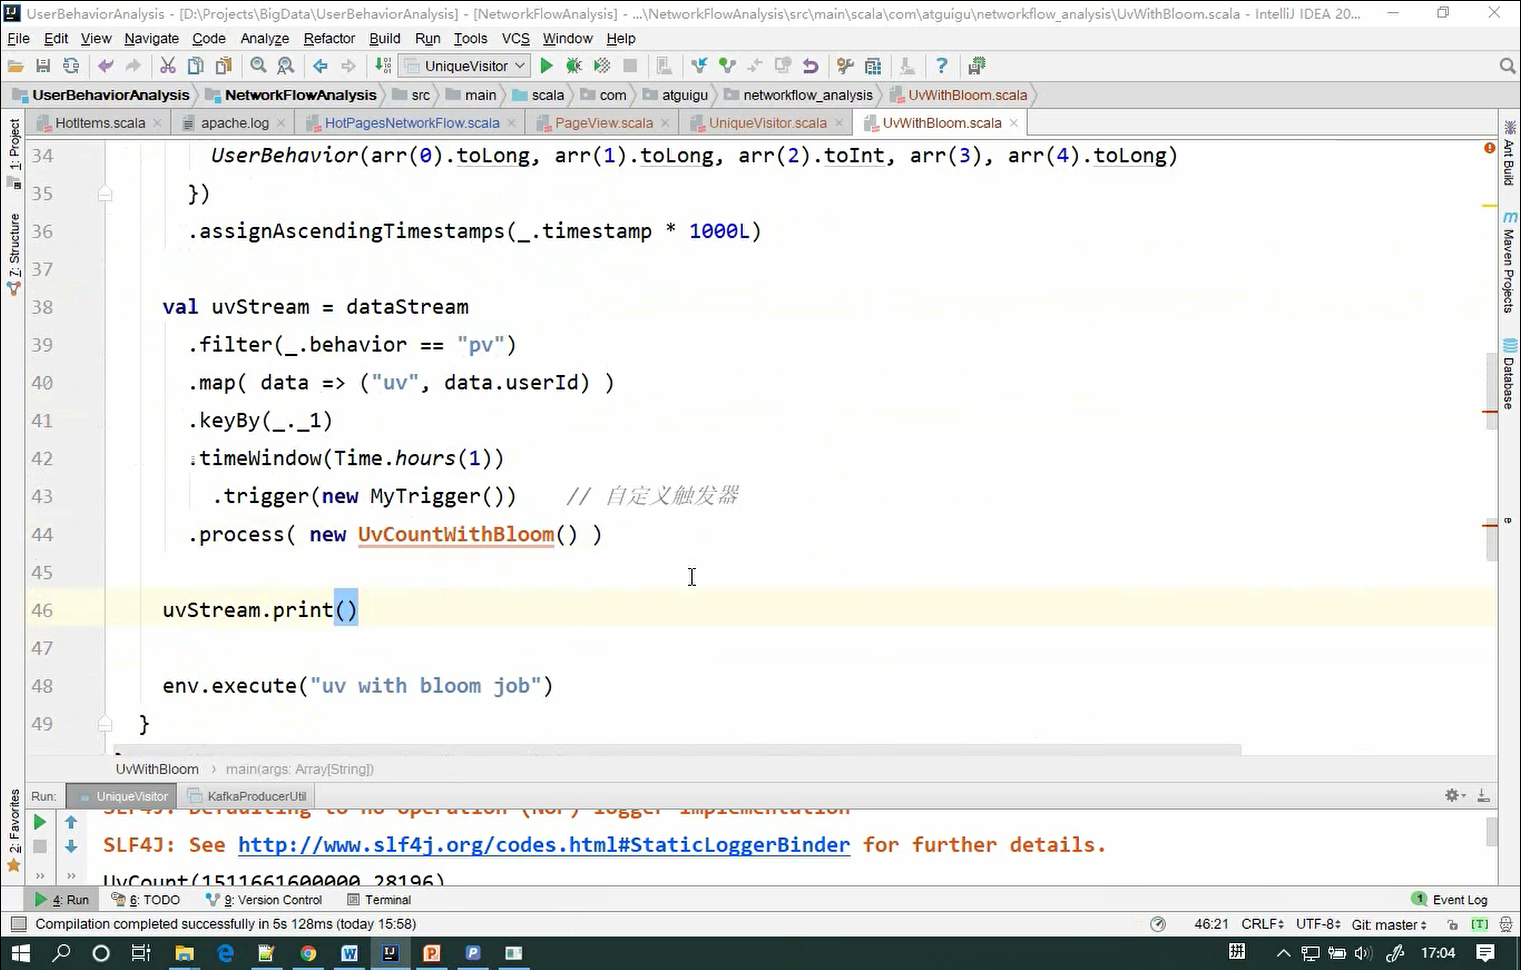 UserBehaviorAnalysis - [D:\Projects\BigData\UserBehaviorAnalysis] - [NetworkFlowAnalysis] - ...\NetworkFlowAnalysis\src\main\scala\com\atguigu\networkflow_analysis\UvWithBloom.scala - IntelliJ IDEA 20...
File Edit View Navigate Code Analyze Refactor Build Run Tools VCS Window Help
UniqueVisitor
UserBehaviorAnalysis NetworkFlowAnalysis src main scala com atguigu networkflow_analysis UvWithBloom.scala
HotItems.scala apache.log HotPagesNetworkFlow.scala PageView.scala UniqueVisitor.scala UvWithBloom.scala
1: Project
7: Structure
2: Favorites
Ant Build
Maven Projects
Database
34 UserBehavior(arr(0).toLong, arr(1).toLong, arr(2).toInt, arr(3), arr(4).toLong)
35 })
36 .assignAscendingTimestamps(_.timestamp * 1000L)
37
38 val uvStream = dataStream
39 .filter(_.behavior == "pv")
40 .map( data => ("uv", data.userId) )
41 .keyBy(_._1)
42 .timeWindow(Time.hours(1))
43 .trigger(new MyTrigger()) // 自定义触发器
44 .process( new UvCountWithBloom() )
45
46 uvStream.print()
47
48 env.execute("uv with bloom job")
49 }
UvWithBloom main(args: Array[String])
Run: UniqueVisitor KafkaProducerUtil
SLF4J: Defaulting to no-operation (NOP) logger implementation
SLF4J: See http://www.slf4j.org/codes.html#StaticLoggerBinder for further details.
UvCount(1511661600000,28196)
4: Run 6: TODO 9: Version Control Terminal 1 Event Log
Compilation completed successfully in 5s 128ms (today 15:58) 46:21 CRLF UTF-8 Git: master [T]
拼 17:04